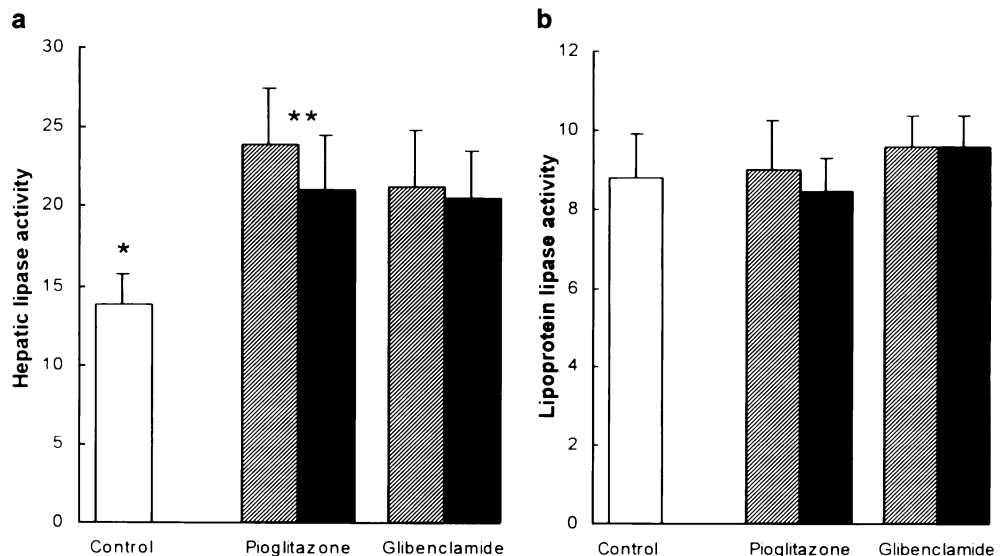 a
Hepatic lipase activity
30
25
20
15
10
5
0
*
**
Control Pioglitazone Glibenclamide
b
Lipoprotein lipase activity
12
10
8
6
4
2
0
Control Pioglitazone Glibenclamide